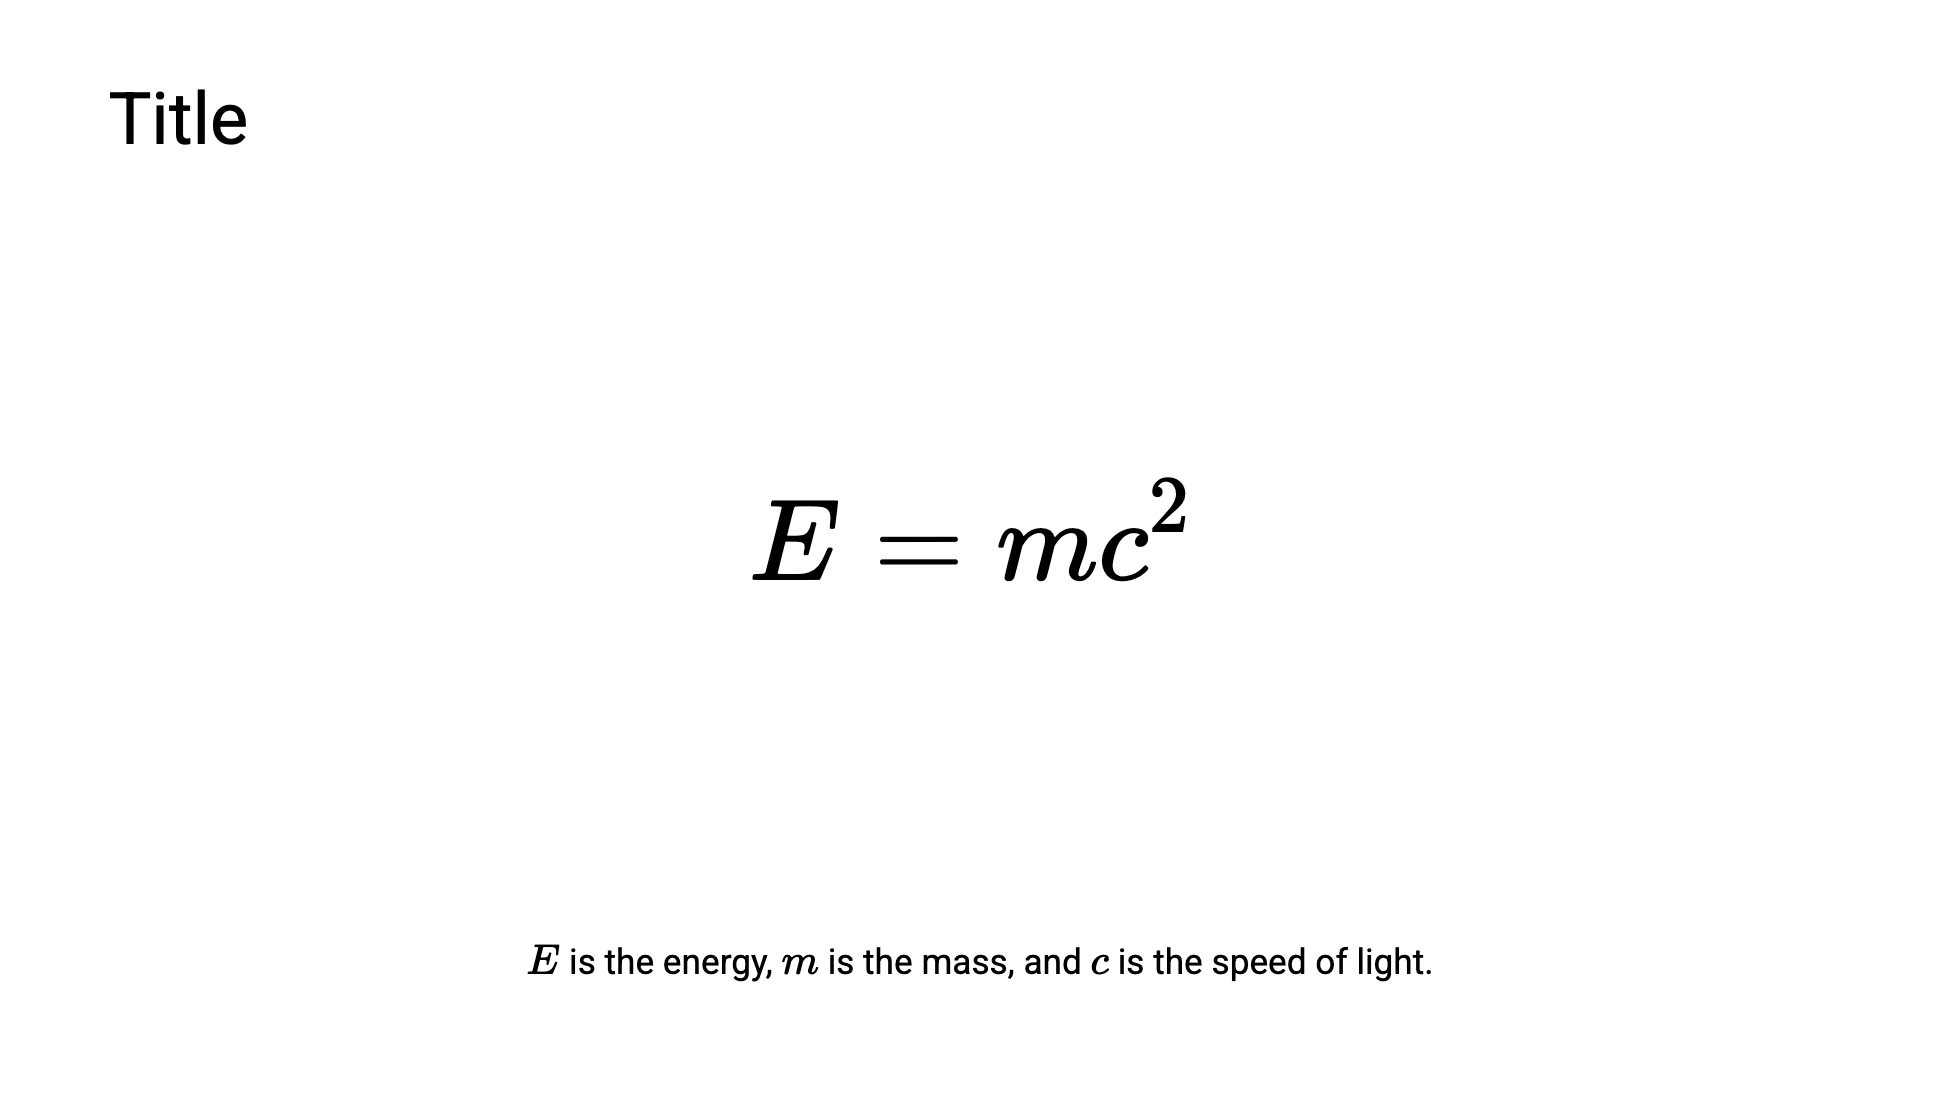 Title
E = mc²
E is the energy, m is the mass, and c is the speed of light.